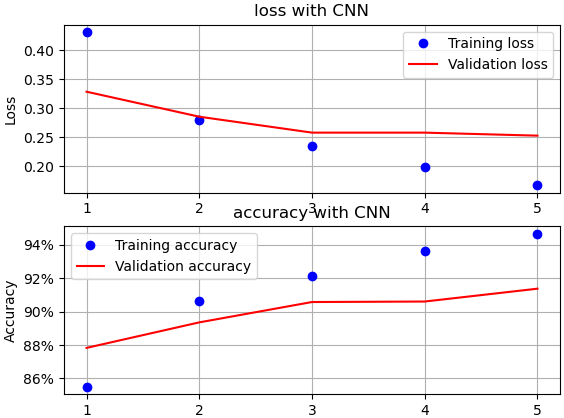 loss with CNN
0.40
0.35
0.30
0.25
0.20
Loss
Training loss
Validation loss
1 2 3 4 5
accuracy with CNN
94%
92%
90%
88%
86%
Accuracy
Training accuracy
Validation accuracy
1 2 3 4 5